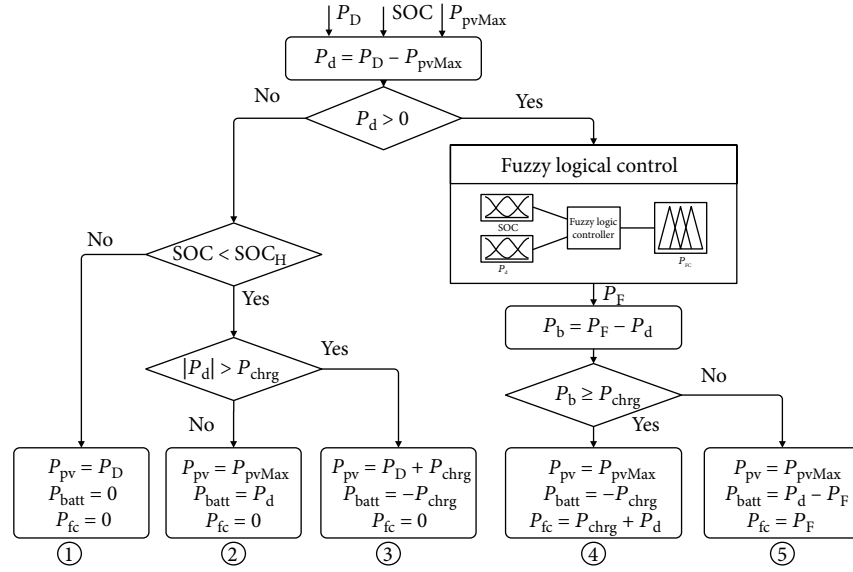 P_D SOC P_pvMax
P_d = P_D − P_pvMax
No
Yes
P_d > 0
Fuzzy logical control
SOC
P_d
Fuzzy logic
controller
P_FC
No
SOC < SOC_H
Yes
P_F
P_b = P_F − P_d
|P_d| > P_chrg
Yes
No
P_b ≥ P_chrg
No
Yes
P_pv = P_D
P_batt = 0
P_fc = 0
①
P_pv = P_pvMax
P_batt = P_d
P_fc = 0
②
P_pv = P_D + P_chrg
P_batt = −P_chrg
P_fc = 0
③
P_pv = P_pvMax
P_batt = −P_chrg
P_fc = P_chrg + P_d
④
P_pv = P_pvMax
P_batt = P_d − P_F
P_fc = P_F
⑤